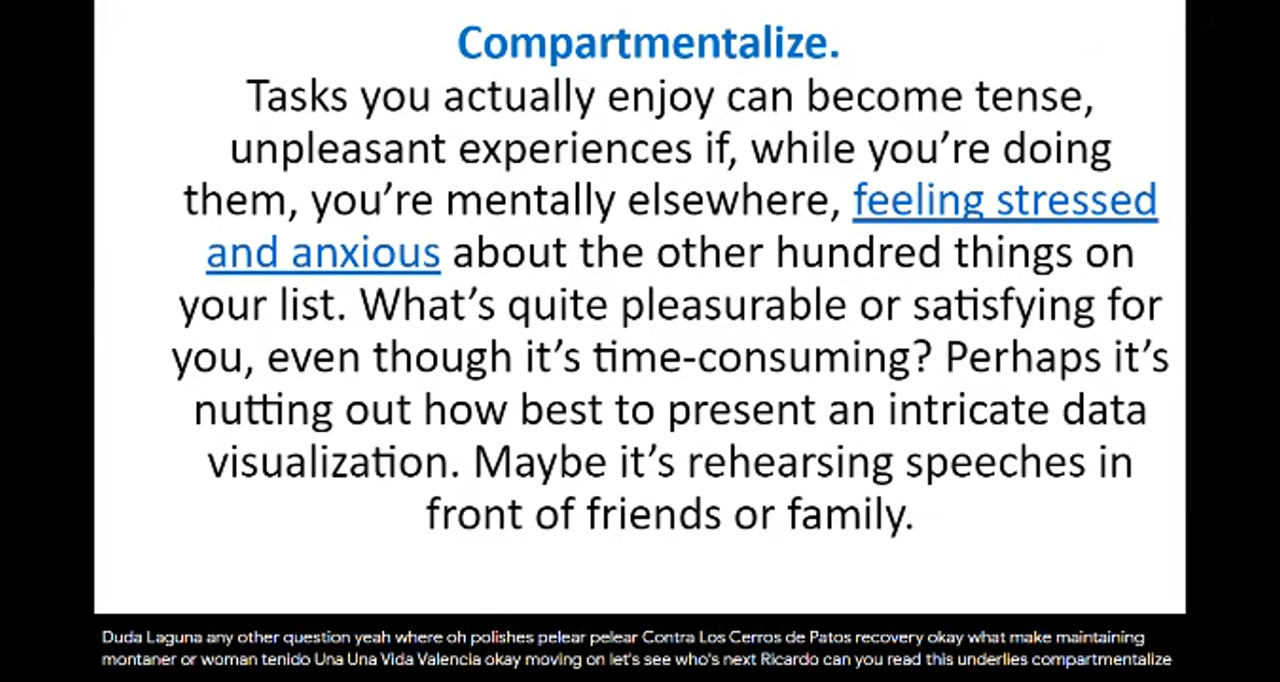 Compartmentalize.
Tasks you actually enjoy can become tense,
unpleasant experiences if, while you’re doing
them, you’re mentally elsewhere, feeling stressed
and anxious about the other hundred things on
your list. What’s quite pleasurable or satisfying for
you, even though it’s time-consuming? Perhaps it’s
nutting out how best to present an intricate data
visualization. Maybe it’s rehearsing speeches in
front of friends or family.
Duda Laguna any other question yeah where oh polishes pelear pelear Contra Los Cerros de Patos recovery okay what make maintaining
montaner or woman tenido Una Una Vida Valencia okay moving on let's see who's next Ricardo can you read this underlies compartmentalize